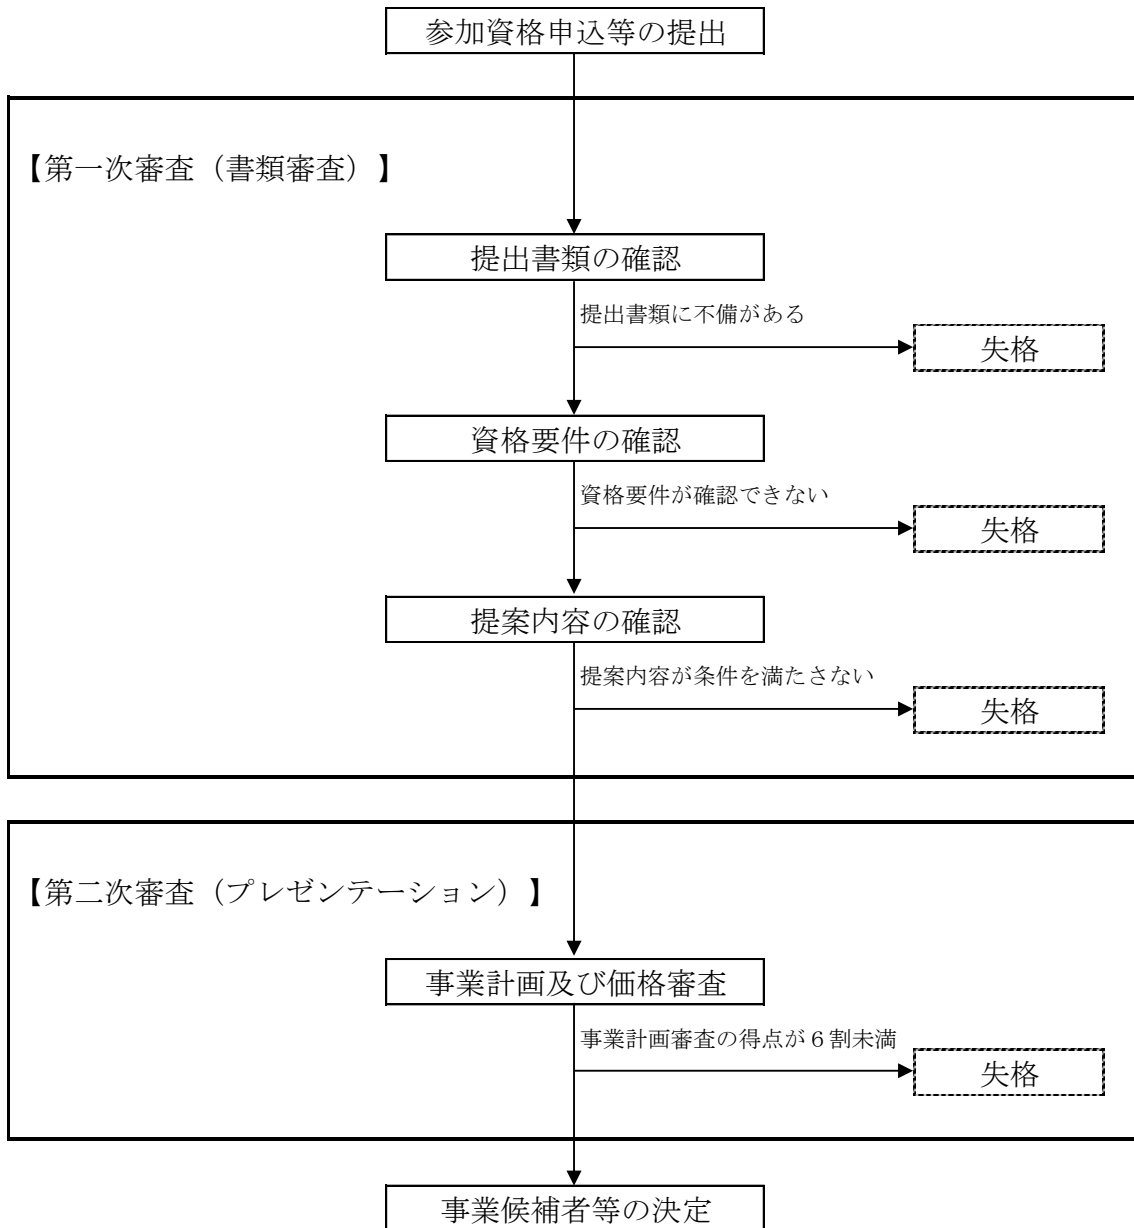 参加資格申込等の提出
【第一次審査（書類審査）】
提出書類の確認
提出書類に不備がある
失格
資格要件の確認
資格要件が確認できない
失格
提案内容の確認
提案内容が条件を満たさない
失格
【第二次審査（プレゼンテーション）】
事業計画及び価格審査
事業計画審査の得点が６割未満
失格
事業候補者等の決定